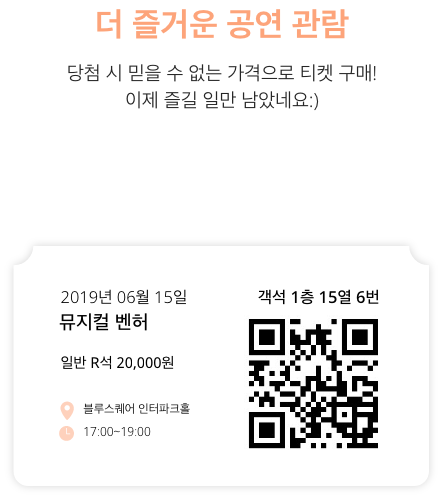 더 즐거운 공연 관람
당첨 시 믿을 수 없는 가격으로 티켓 구매!
이제 즐길 일만 남았네요:)
2019년 06월 15일
객석 1층 15열 6번
뮤지컬 벤허
일반 R석 20,000원
블루스퀘어 인터파크홀
17:00~19:00